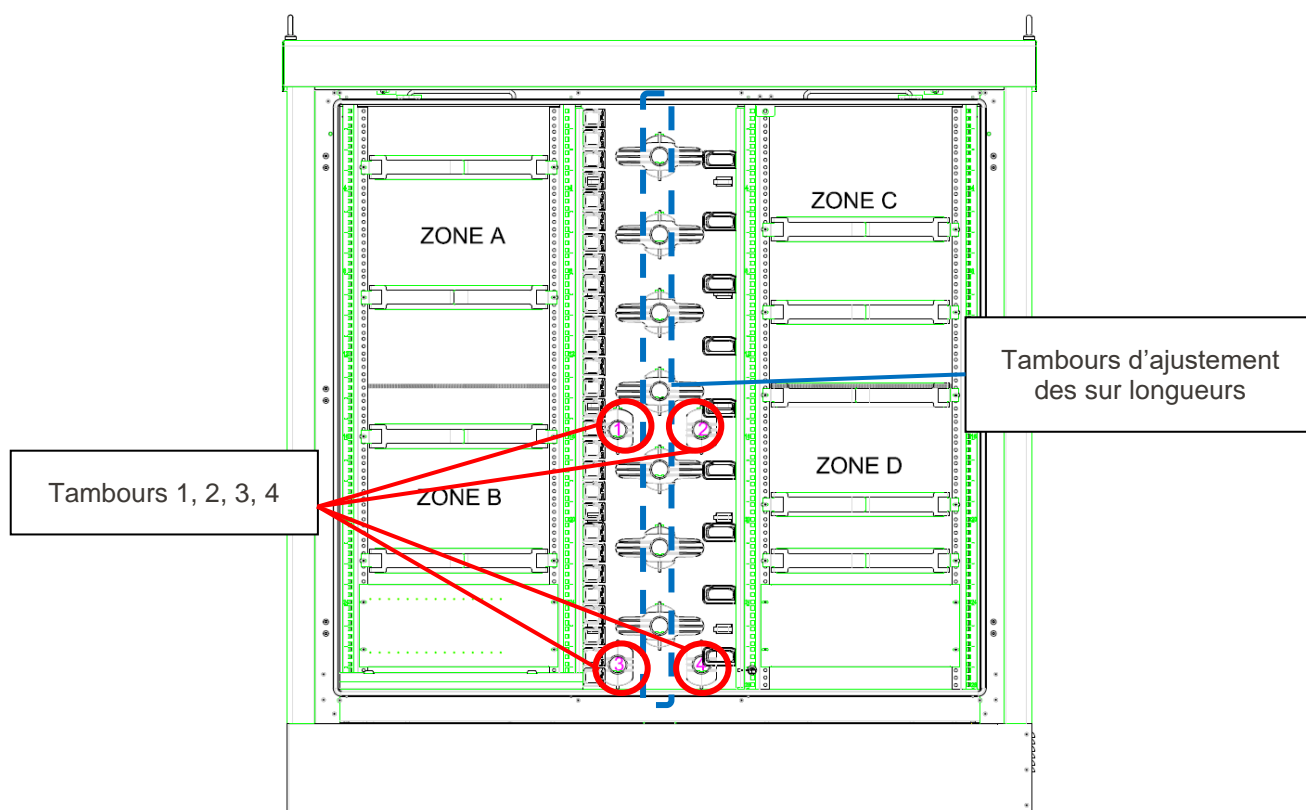 ZONE A
ZONE C
Tambours d'ajustement
des sur longueurs
1
2
ZONE D
Tambours 1, 2, 3, 4
ZONE B
3
4